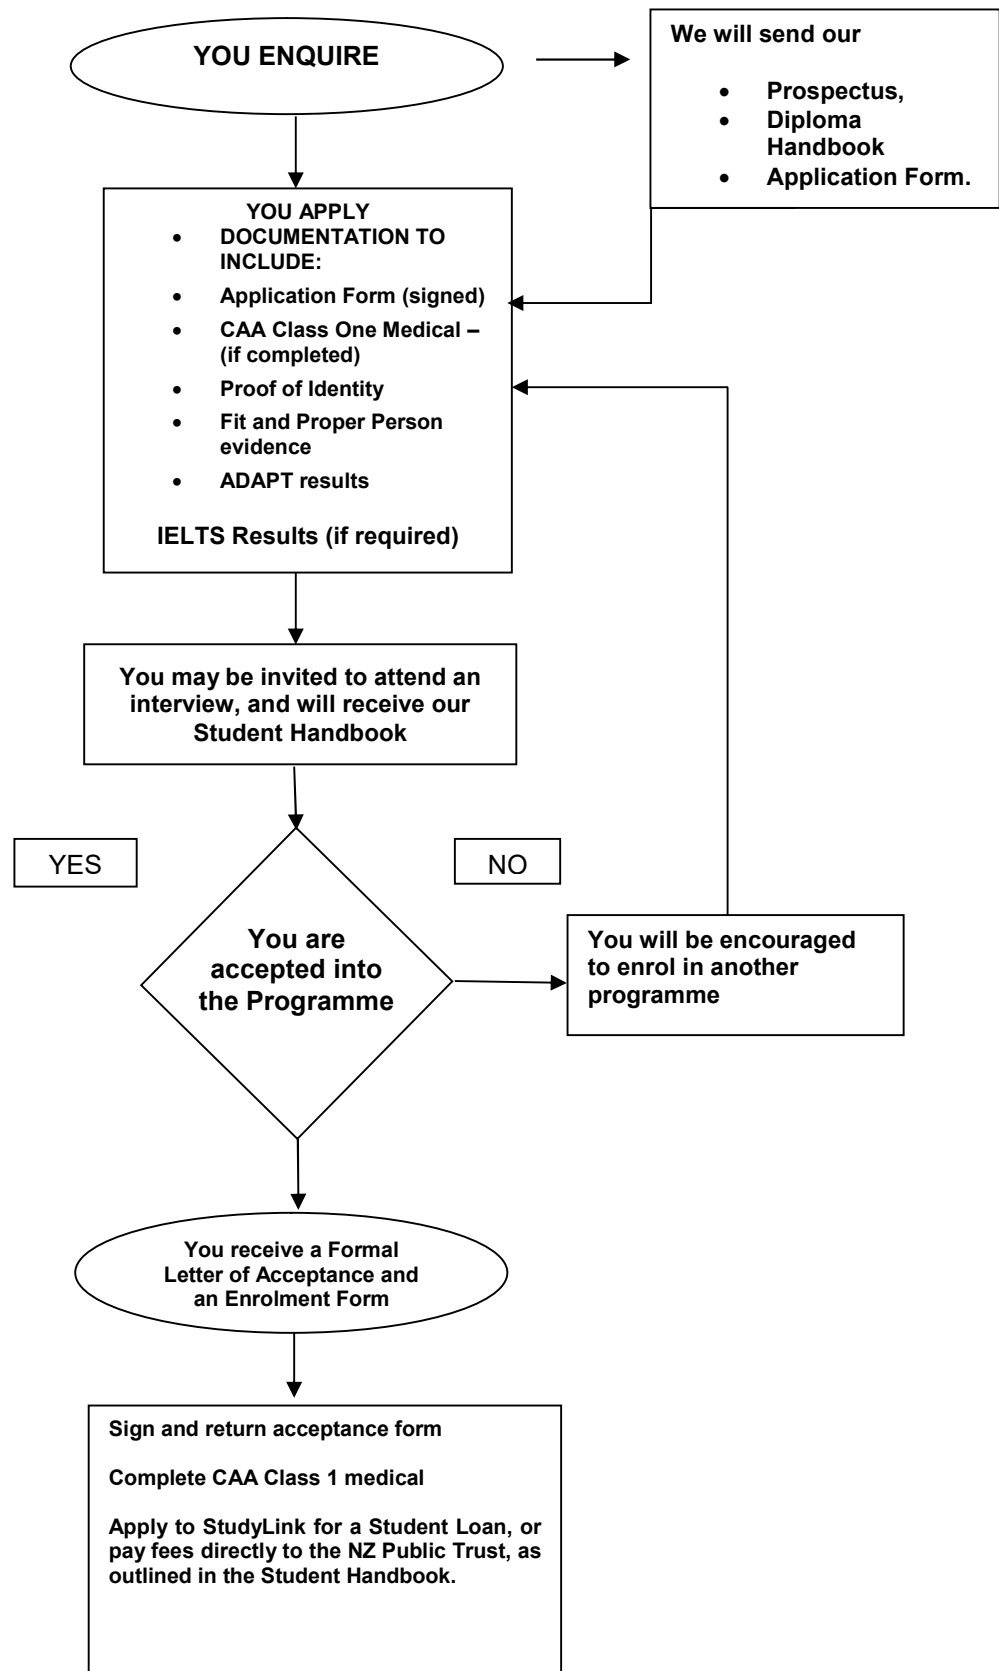 YOU ENQUIRE
We will send our
• Prospectus,
• Diploma
Handbook
• Application Form.
YOU APPLY
• DOCUMENTATION TO
INCLUDE:
• Application Form (signed)
• CAA Class One Medical –
(if completed)
• Proof of Identity
• Fit and Proper Person
evidence
• ADAPT results
IELTS Results (if required)
You may be invited to attend an
interview, and will receive our
Student Handbook
YES
NO
You are
accepted into
the Programme
You will be encouraged
to enrol in another
programme
You receive a Formal
Letter of Acceptance and
an Enrolment Form
Sign and return acceptance form
Complete CAA Class 1 medical
Apply to StudyLink for a Student Loan, or
pay fees directly to the NZ Public Trust, as
outlined in the Student Handbook.